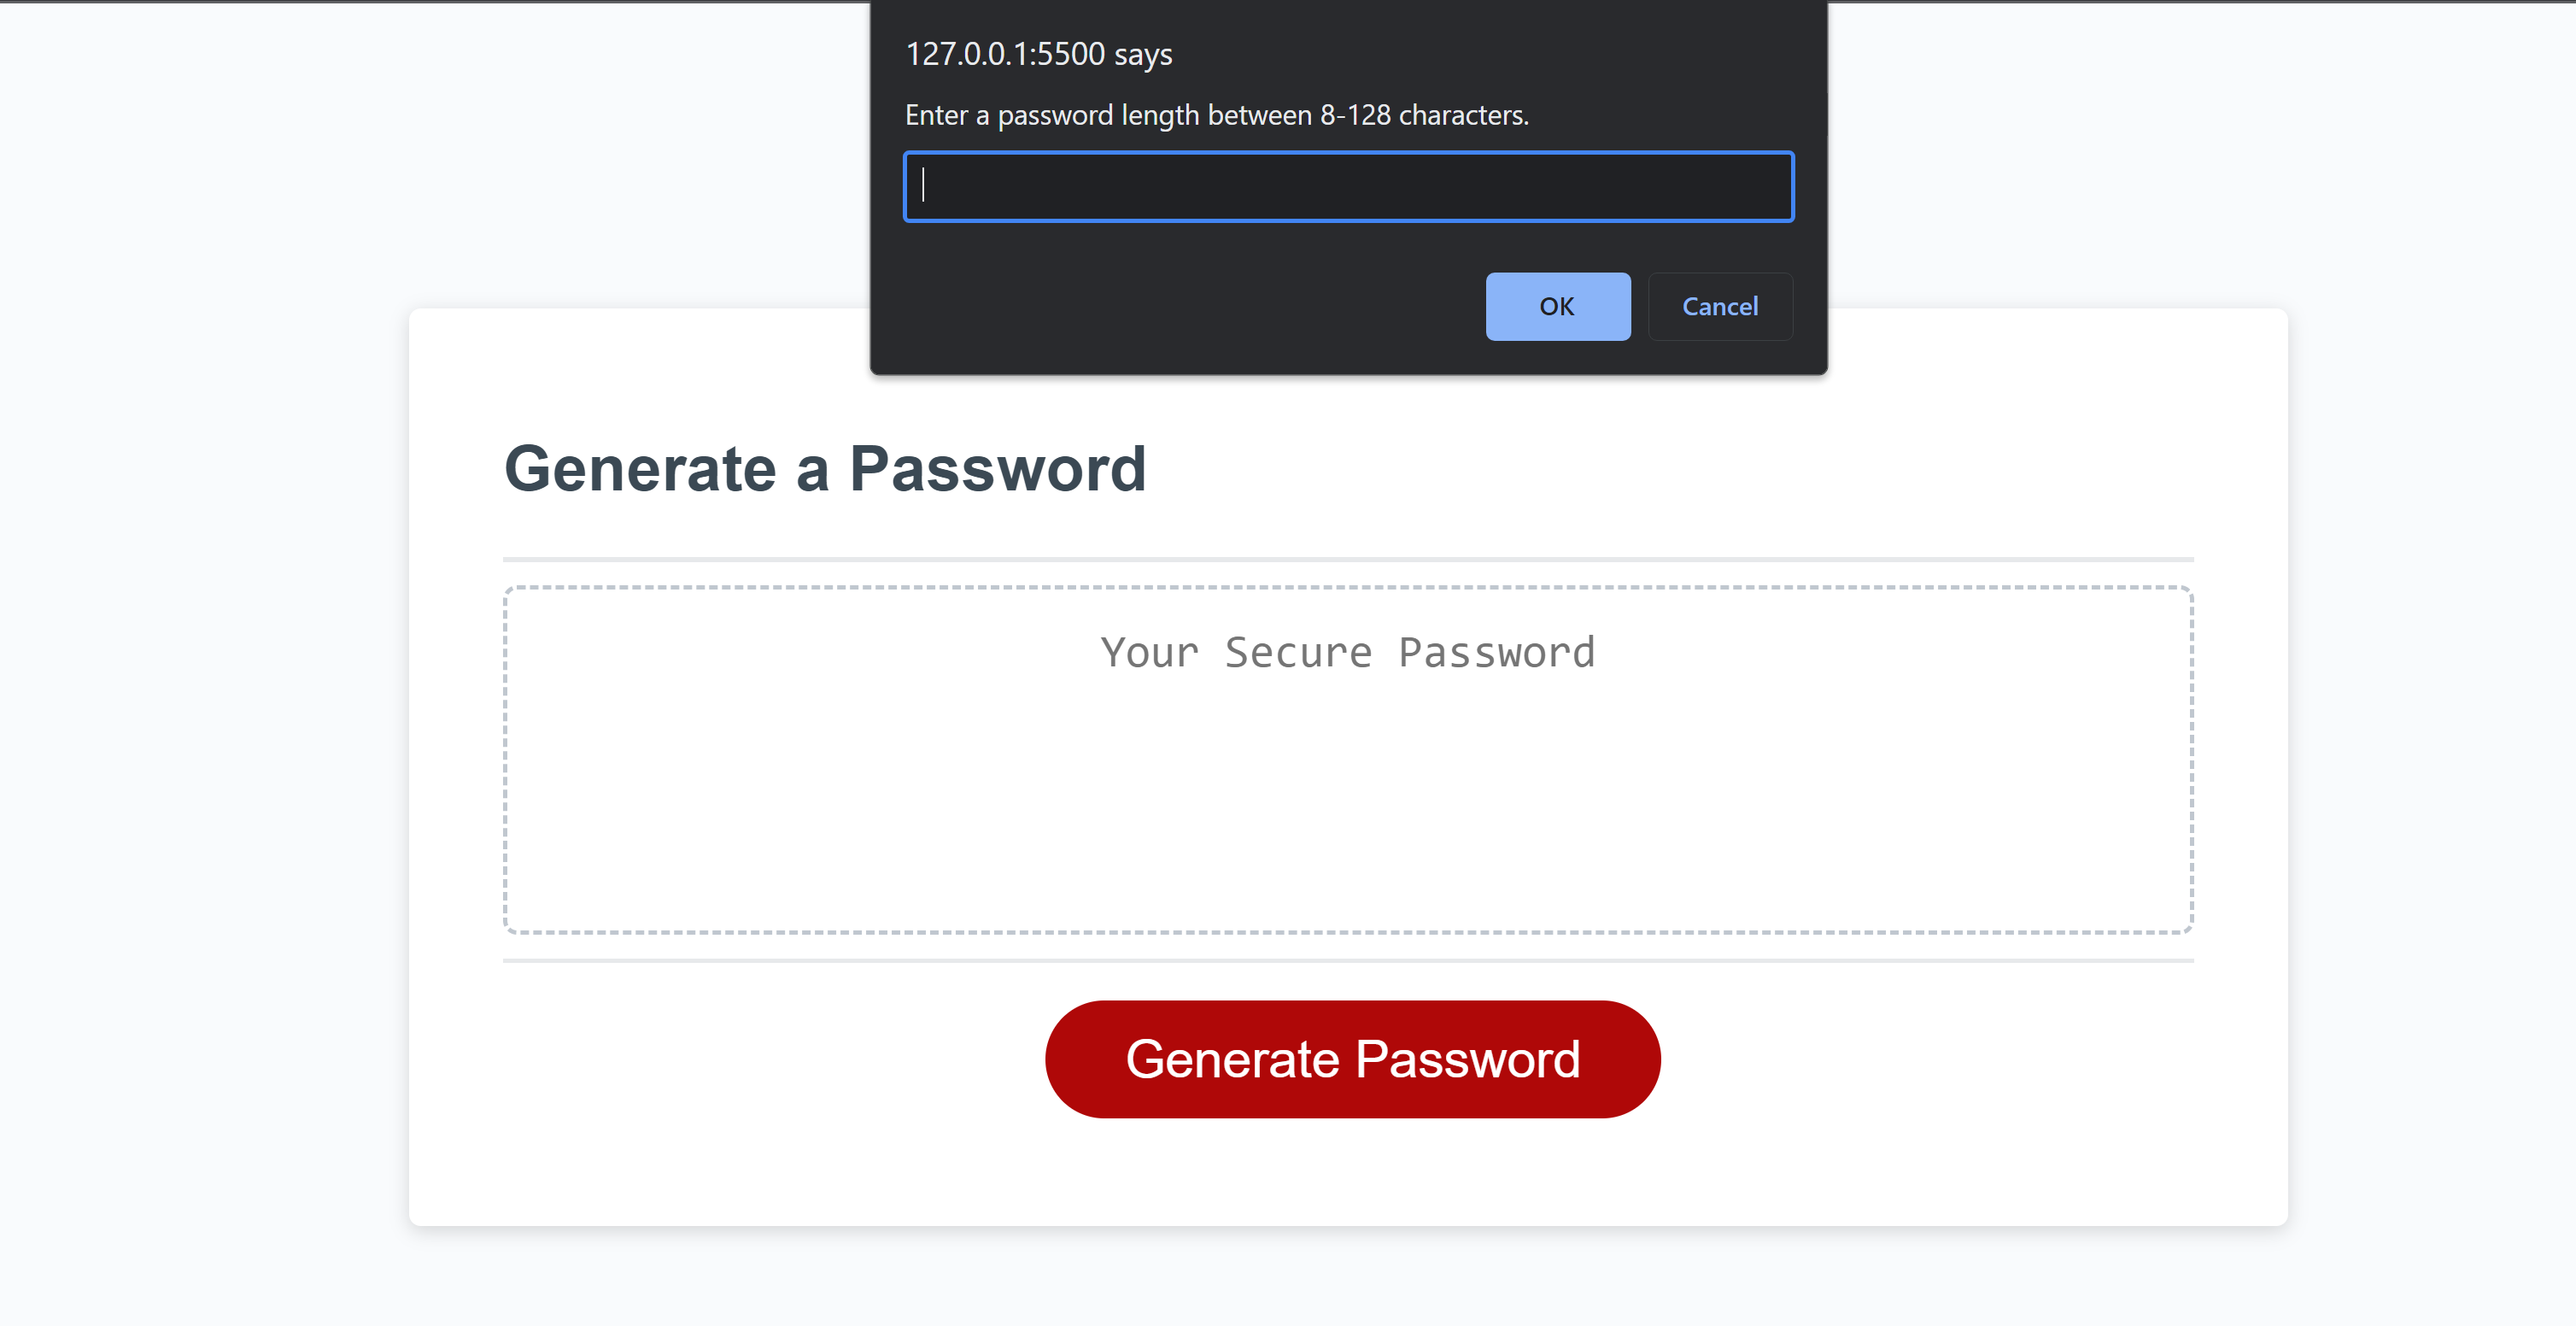 127.0.0.1:5500 says
Enter a password length between 8-128 characters.
OK Cancel
Generate a Password
Your Secure Password
Generate Password